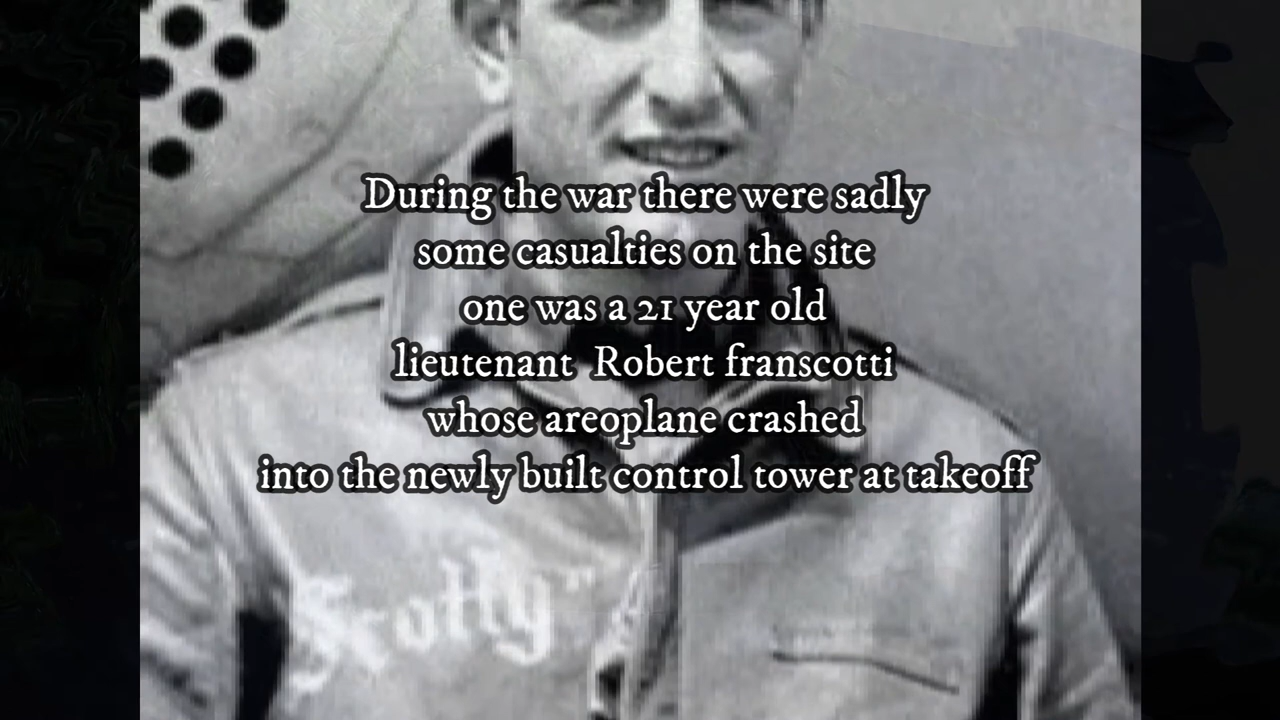 During the war there were sadly
some casualties on the site
one was a 21 year old
lieutenant Robert franscotti
whose areoplane crashed
into the newly built control tower at takeoff